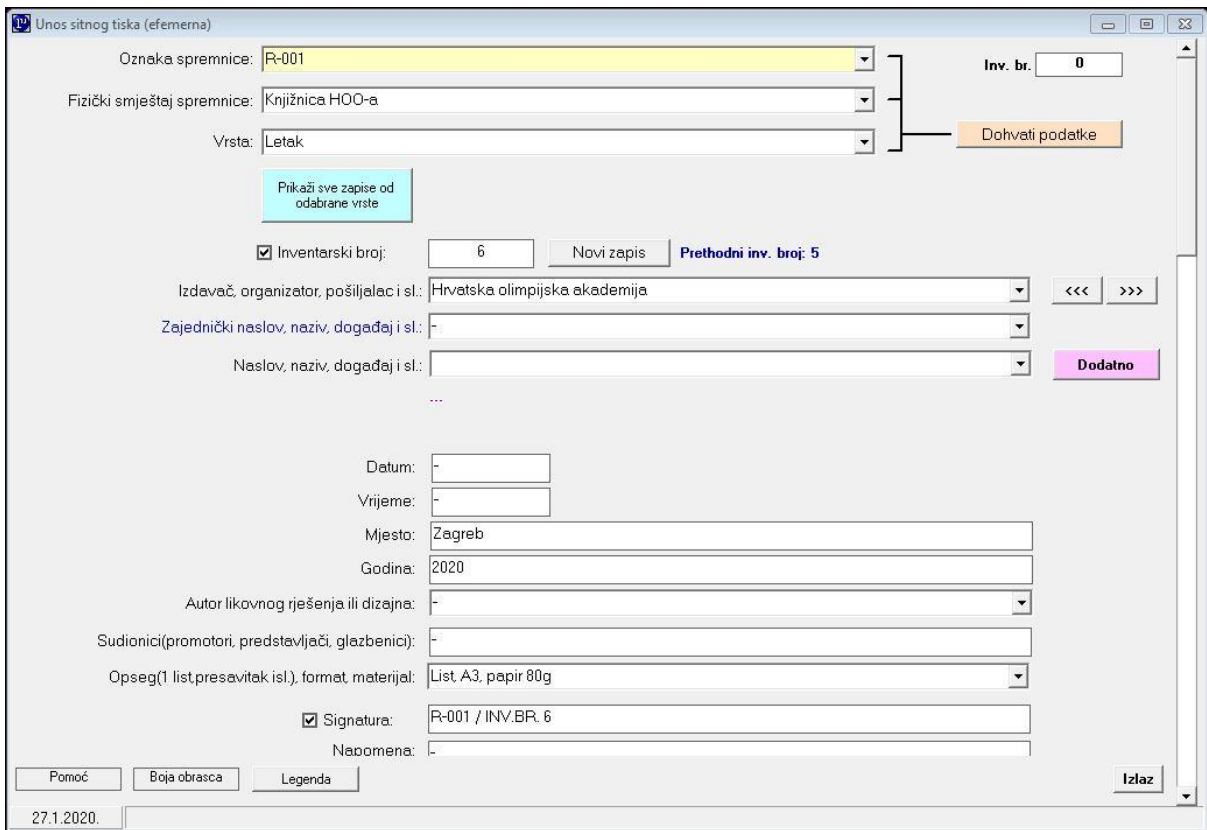 Unos sitnog tiska (efemerna)
Oznaka spremnice: R-001
Inv. br. 0
Fizički smještaj spremnice: Knjižnica HOO-a
Vrsta: Letak
Dohvati podatke
Prikaži sve zapise od
odabrane vrste
Inventarski broj: 6 Novi zapis Prethodni inv. broj: 5
Izdavač, organizator, pošiljalac i sl.: Hrvatska olimpijska akademija <<< >>>
Zajednički naslov, naziv, događaj i sl.: -
Naslov, naziv, događaj i sl.: Dodatno
...
Datum: -
Vrijeme: -
Mjesto: Zagreb
Godina: 2020
Autor likovnog rješenja ili dizajna: -
Sudionici(promotori, predstavljači, glazbenici): -
Opseg(1 list,presavitak isl.), format, materijal: List, A3, papir 80g
Signatura: R-001 / INV.BR. 6
Napomena: -
Pomoć Boja obrasca Legenda Izlaz
27.1.2020.